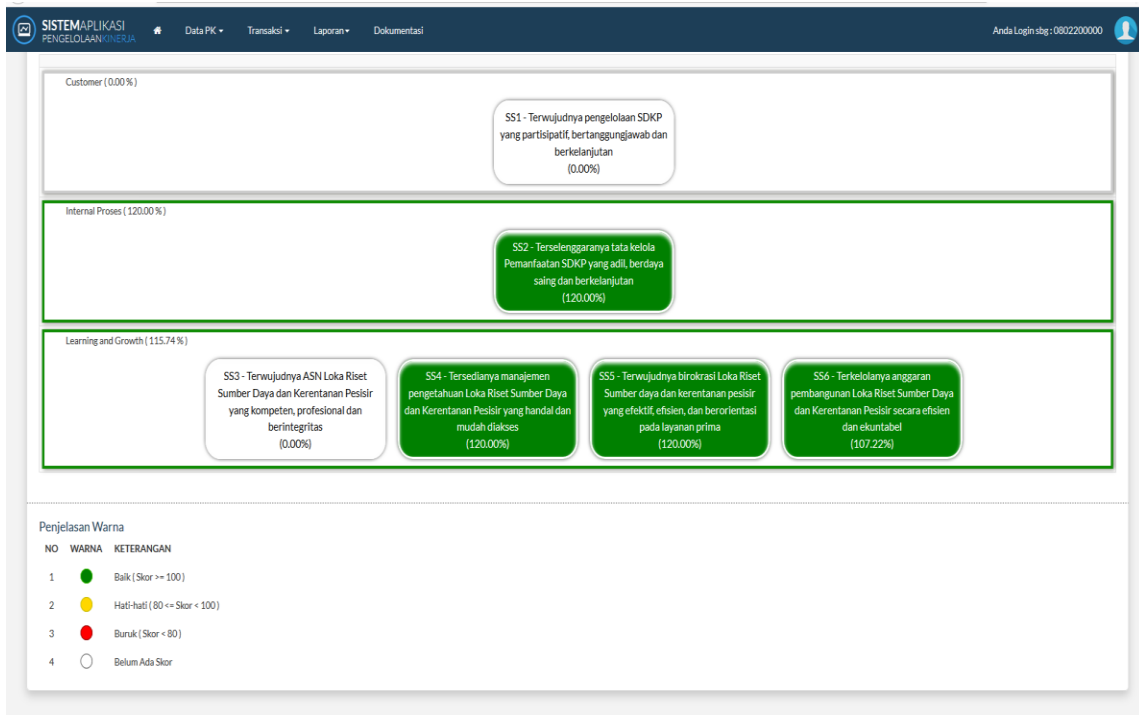 SISTEMAPLIKASI
PENGELOLAANKINERJA
Data PK
Transaksi
Laporan
Dokumentasi
Anda Login sbg : 0802200000
Customer ( 0.00 % )
SS1 - Terwujudnya pengelolaan SDKP
yang partisipatif, bertanggungjawab dan
berkelanjutan
(0.00%)
Internal Proses ( 120.00 % )
SS2 - Terselenggaranya tata kelola
Pemanfaatan SDKP yang adil, berdaya
saing dan berkelanjutan
(120.00%)
Learning and Growth ( 115.74 % )
SS3 - Terwujudnya ASN Loka Riset
Sumber Daya dan Kerentanan Pesisir
yang kompeten, profesional dan
berintegritas
(0.00%)
SS4 - Tersedianya manajemen
pengetahuan Loka Riset Sumber Daya
dan Kerentanan Pesisir yang handal dan
mudah diakses
(120.00%)
SS5 - Terwujudnya birokrasi Loka Riset
Sumber daya dan kerentanan pesisir
yang efektif, efisien, dan berorientasi
pada layanan prima
(120.00%)
SS6 - Terkelolanya anggaran
pembangunan Loka Riset Sumber Daya
dan Kerentanan Pesisir secara efisien
dan ekuntabel
(107.22%)
Penjelasan Warna
NO WARNA KETERANGAN
1 Baik ( Skor >= 100 )
2 Hati-hati ( 80 <= Skor < 100 )
3 Buruk ( Skor < 80 )
4 Belum Ada Skor